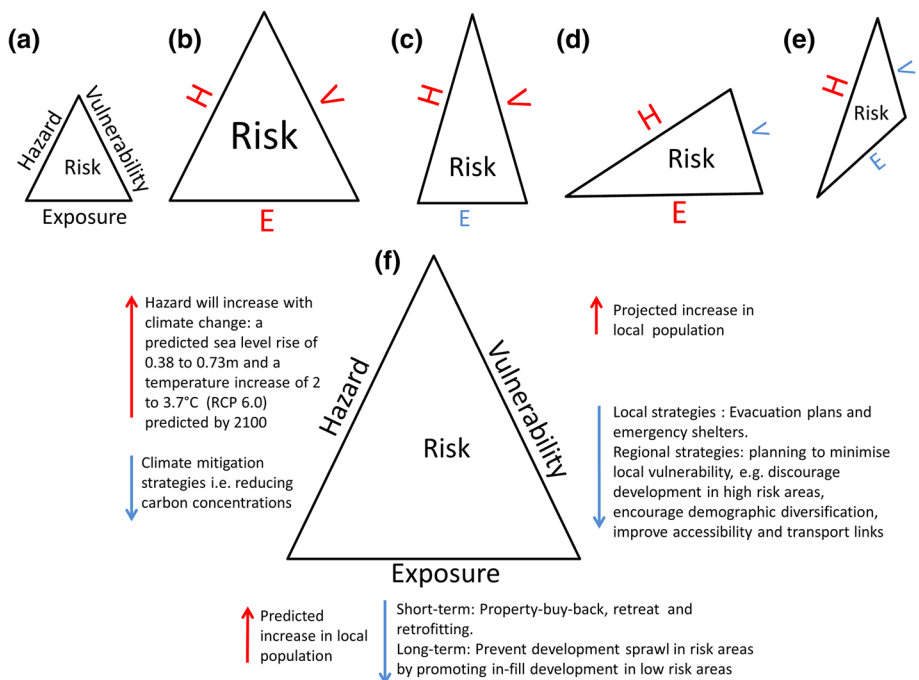 (a)
Hazard
Vulnerability
Risk
Exposure
(b)
H
V
Risk
E
(c)
H
V
Risk
E
(d)
H
V
Risk
E
(e)
H
V
Risk
E
(f)
Hazard
Vulnerability
Risk
Exposure
Hazard will increase with
climate change: a
predicted sea level rise of
0.38 to 0.73m and a
temperature increase of 2
to 3.7°C (RCP 6.0)
predicted by 2100
Climate mitigation
strategies i.e. reducing
carbon concentrations
Projected increase in
local population
Local strategies : Evacuation plans and
emergency shelters.
Regional strategies: planning to minimise
local vulnerability, e.g. discourage
development in high risk areas,
encourage demographic diversification,
improve accessibility and transport links
Predicted
increase in local
population
Short-term: Property-buy-back, retreat and
retrofitting.
Long-term: Prevent development sprawl in risk areas
by promoting in-fill development in low risk areas